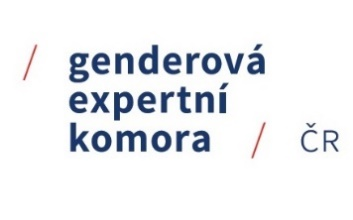 / genderová
expertní
komora / ČR